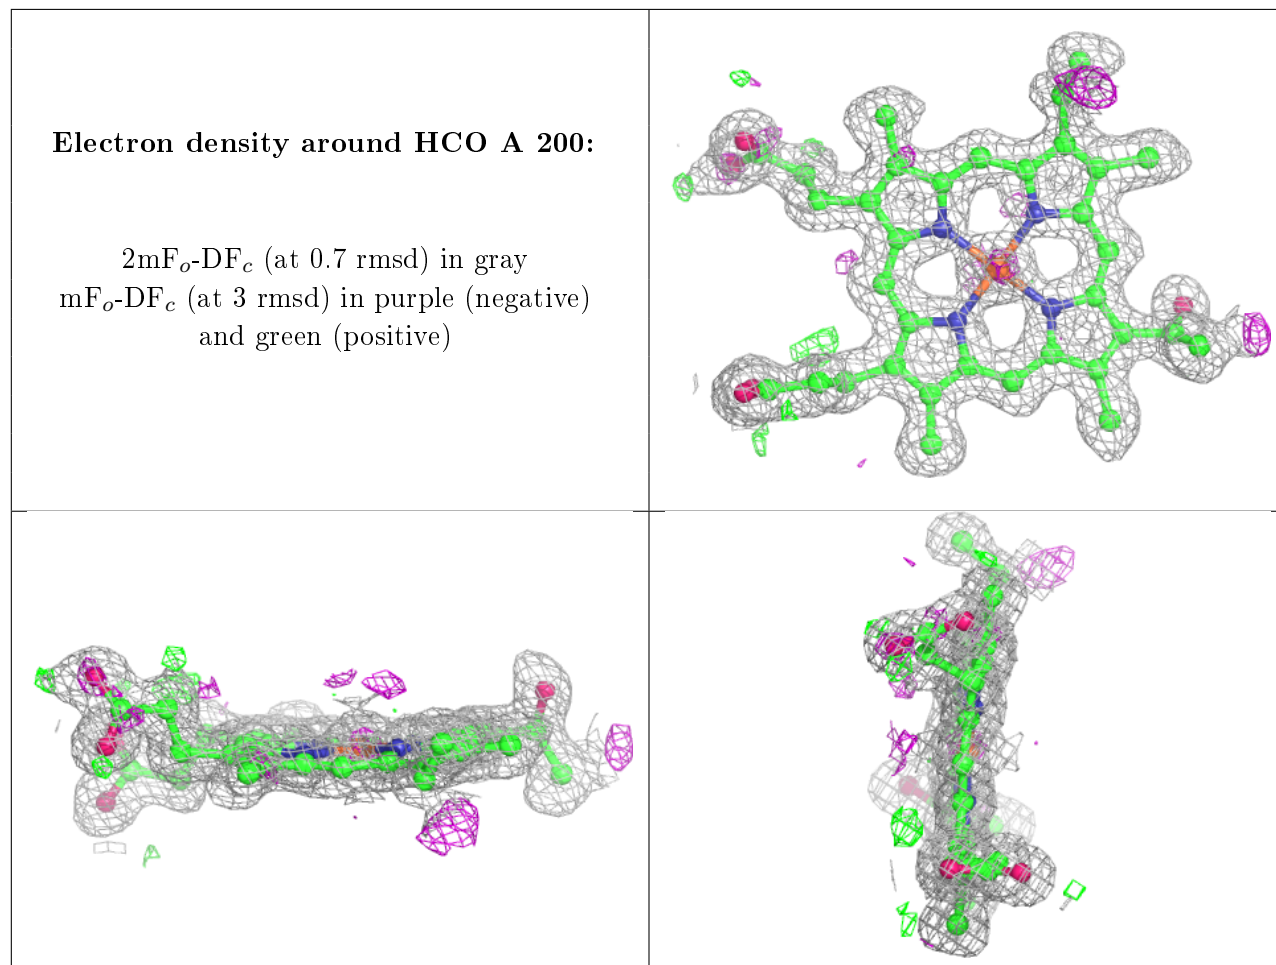 Electron density around HCO A 200:
2mFo-DFc (at 0.7 rmsd) in gray
mFo-DFc (at 3 rmsd) in purple (negative)
and green (positive)